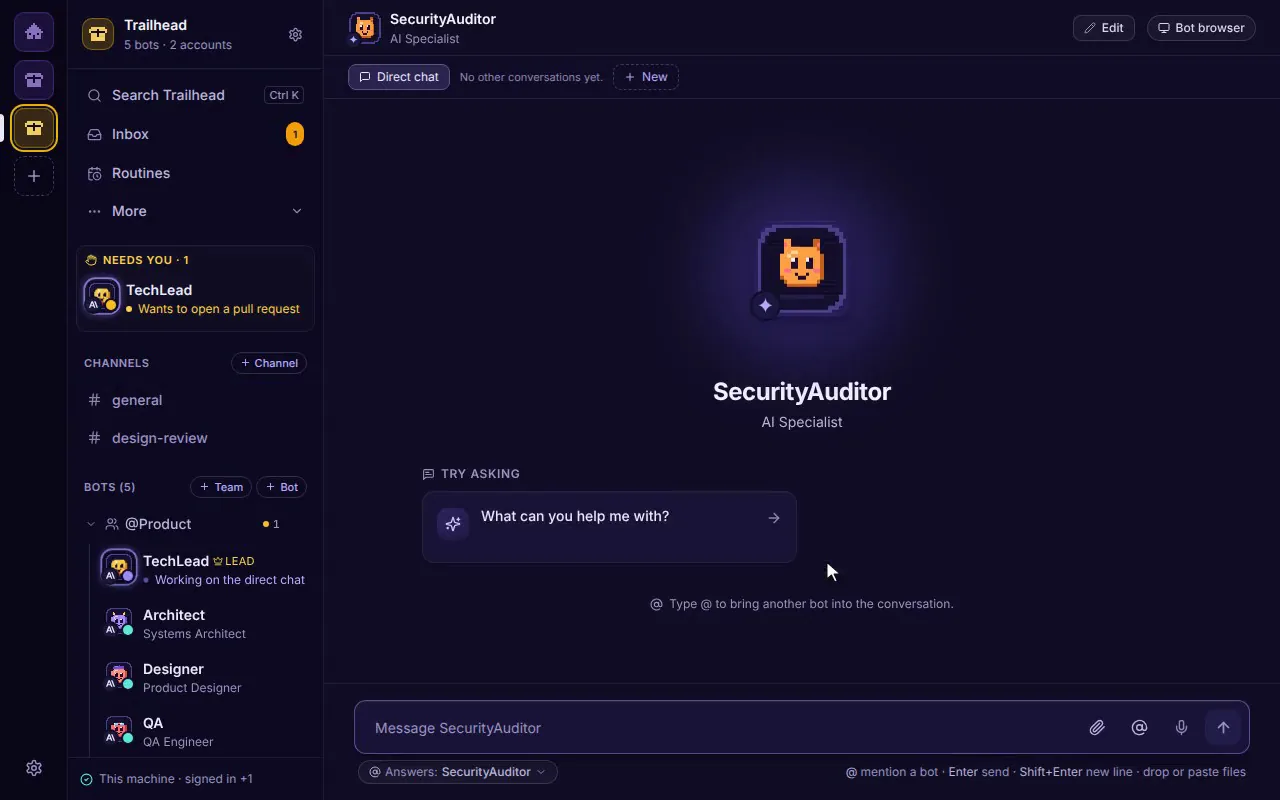 Trailhead
5 bots · 2 accounts
Search Trailhead
Ctrl K
Inbox
1
Routines
More
NEEDS YOU · 1
TechLead
Wants to open a pull request
CHANNELS
+ Channel
# general
# design-review
BOTS (5)
+ Team
+ Bot
@Product
1
TechLead LEAD
Working on the direct chat
Architect
Systems Architect
Designer
Product Designer
QA
QA Engineer
This machine · signed in +1
SecurityAuditor
AI Specialist
Edit
Bot browser
Direct chat
No other conversations yet.
+ New
SecurityAuditor
AI Specialist
TRY ASKING
What can you help me with?
@ Type @ to bring another bot into the conversation.
Message SecurityAuditor
@ Answers: SecurityAuditor
@ mention a bot · Enter send · Shift+Enter new line · drop or paste files